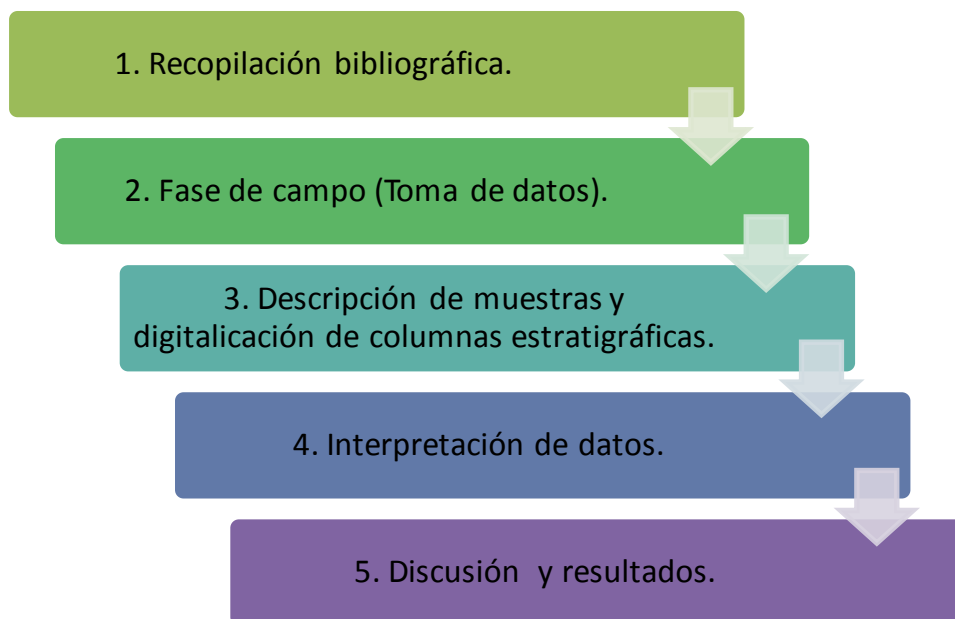 1. Recopilación bibliográfica.
2. Fase de campo (Toma de datos).
3. Descripción de muestras y
digitalicación de columnas estratigráficas.
4. Interpretación de datos.
5. Discusión y resultados.